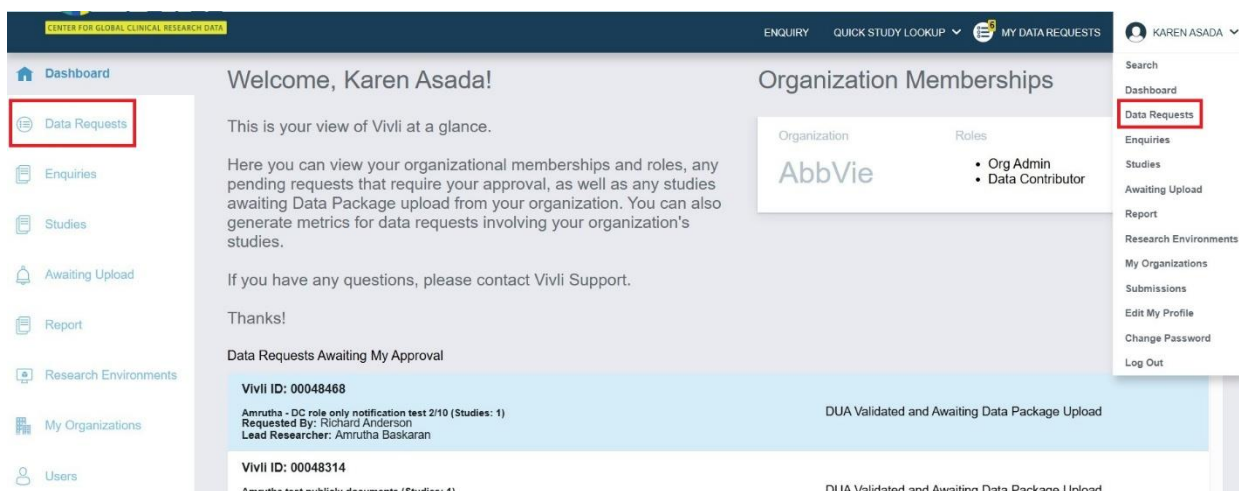 CENTER FOR GLOBAL CLINICAL RESEARCH DATA
ENQUIRY
QUICK STUDY LOOKUP
6
MY DATA REQUESTS
KAREN ASADA
Dashboard
Data Requests
Enquiries
Studies
Awaiting Upload
Report
Research Environments
My Organizations
Users
Welcome, Karen Asada!
This is your view of Vivli at a glance.
Here you can view your organizational memberships and roles, any
pending requests that require your approval, as well as any studies
awaiting Data Package upload from your organization. You can also
generate metrics for data requests involving your organization's
studies.
If you have any questions, please contact Vivli Support.
Thanks!
Data Requests Awaiting My Approval
Vivli ID: 00048468
Amrutha - DC role only notification test 2/10 (Studies: 1)
Requested By: Richard Anderson
Lead Researcher: Amrutha Baskaran
DUA Validated and Awaiting Data Package Upload
Vivli ID: 00048314
Amrutha test publicly documents (Studies: 1)
DUA Validated and Awaiting Data Package Upload
Organization Memberships
Organization
Roles
AbbVie
• Org Admin
• Data Contributor
Search
Dashboard
Data Requests
Enquiries
Studies
Awaiting Upload
Report
Research Environments
My Organizations
Submissions
Edit My Profile
Change Password
Log Out